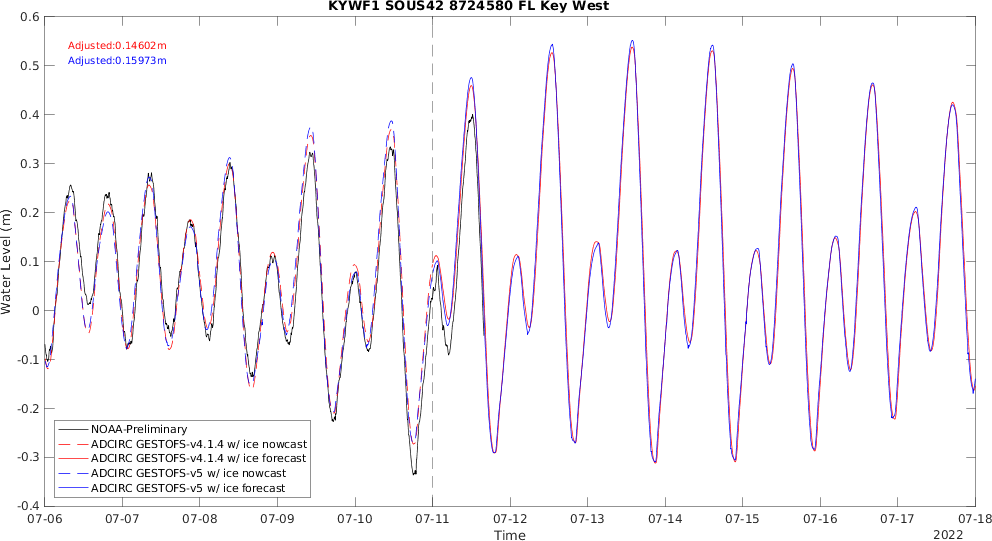 KYWF1 SOUS42 8724580 FL Key West
Adjusted:0.14602m
Adjusted:0.15973m
0.6
0.5
0.4
0.3
0.2
0.1
0
-0.1
-0.2
-0.3
-0.4
Water Level (m)
NOAA-Preliminary
ADCIRC GESTOFS-v4.1.4 w/ ice nowcast
ADCIRC GESTOFS-v4.1.4 w/ ice forecast
ADCIRC GESTOFS-v5 w/ ice nowcast
ADCIRC GESTOFS-v5 w/ ice forecast
07-06 07-07 07-08 07-09 07-10 07-11 07-12 07-13 07-14 07-15 07-16 07-17 07-18
Time
2022